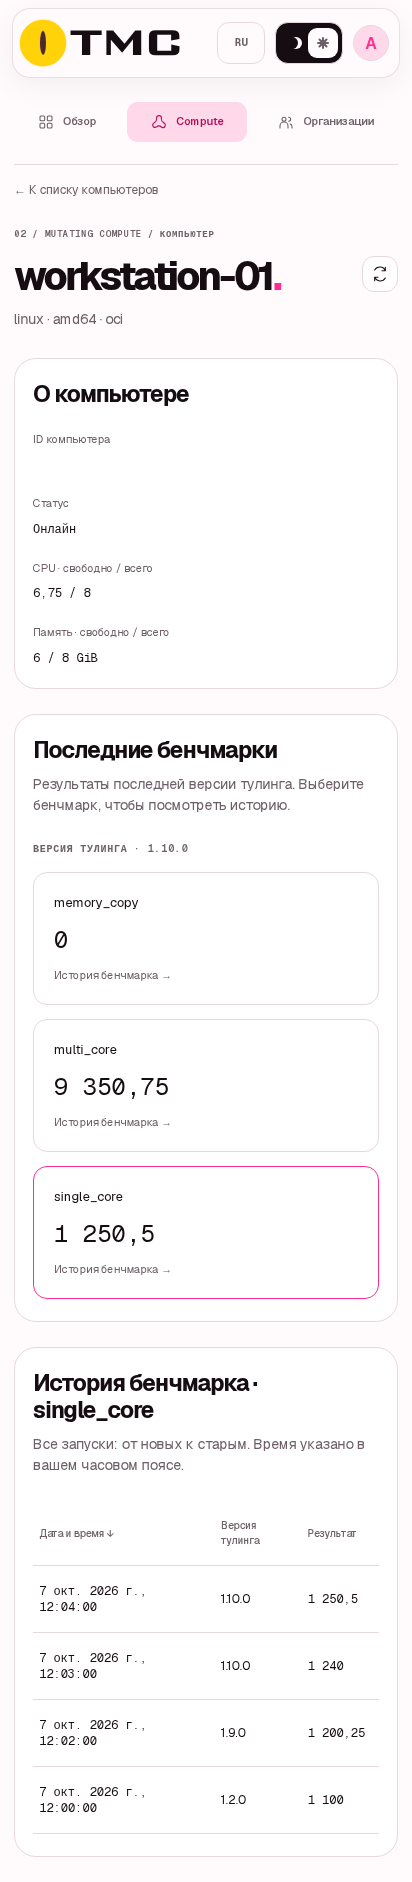 TMC
RU
A
Обзор
Compute
Организации
← К списку компьютеров
02 / MUTATING COMPUTE / КОМПЬЮТЕР
workstation-01.
linux · amd64 · oci
О компьютере
ID компьютера
Статус
Онлайн
CPU · свободно / всего
6,75 / 8
Память · свободно / всего
6 / 8 GiB
Последние бенчмарки
Результаты последней версии тулинга. Выберите
бенчмарк, чтобы посмотреть историю.
ВЕРСИЯ ТУЛИНГА · 1.10.0
memory_copy
0
История бенчмарка →
multi_core
9 350,75
История бенчмарка →
single_core
1 250,5
История бенчмарка →
История бенчмарка ·
single_core
Все запуски: от новых к старым. Время указано в
вашем часовом поясе.
Дата и время ↓
Версия
тулинга
Результат
7 окт. 2026 г.,
12:04:00
1.10.0
1 250,5
7 окт. 2026 г.,
12:03:00
1.10.0
1 240
7 окт. 2026 г.,
12:02:00
1.9.0
1 200,25
7 окт. 2026 г.,
12:00:00
1.2.0
1 100